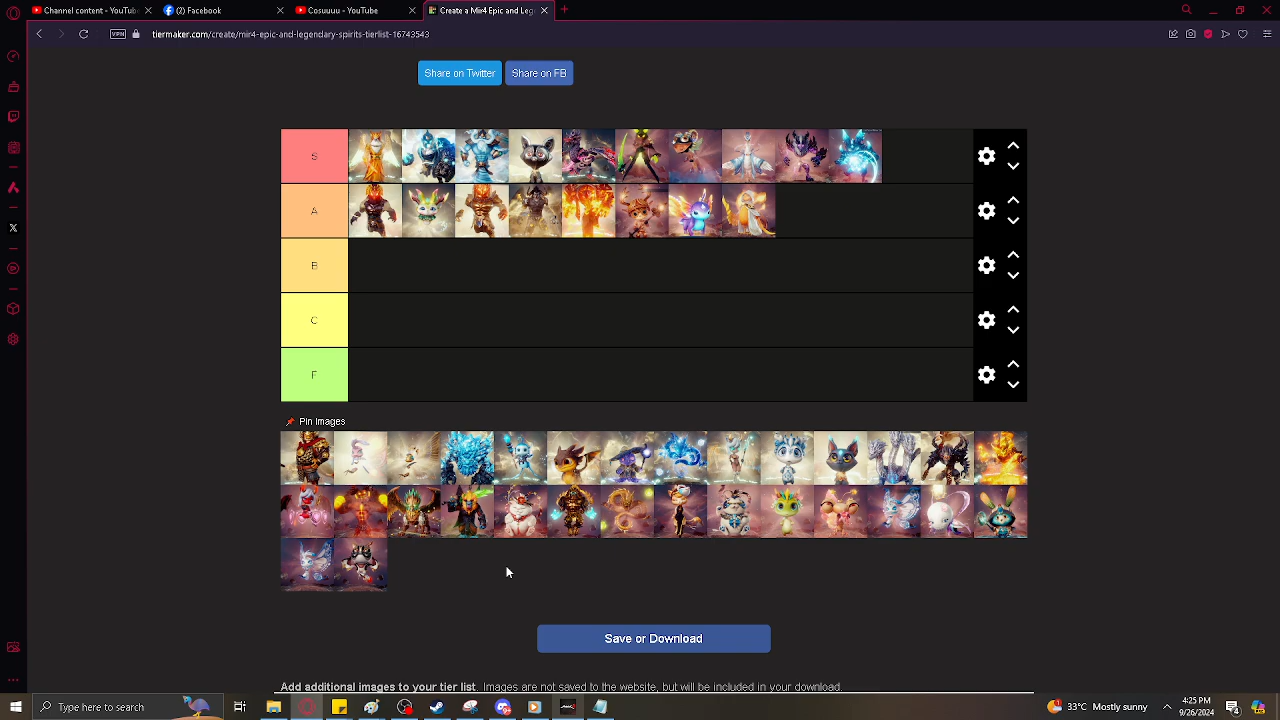 Channel content - YouTube
(2) Facebook
Cosuuuu - YouTube
Create a Mir4 Epic and Lege
VPN
tiermaker.com/create/mir4-epic-and-legendary-spirits-tierlist-16743543
Share on Twitter
Share on FB
S
A
B
C
F
Pin Images
Save or Download
Add additional images to your tier list. Images are not saved to the website, but will be included in your download.
Type here to search
33°C Mostly sunny
4:25 PM
9/26/2024